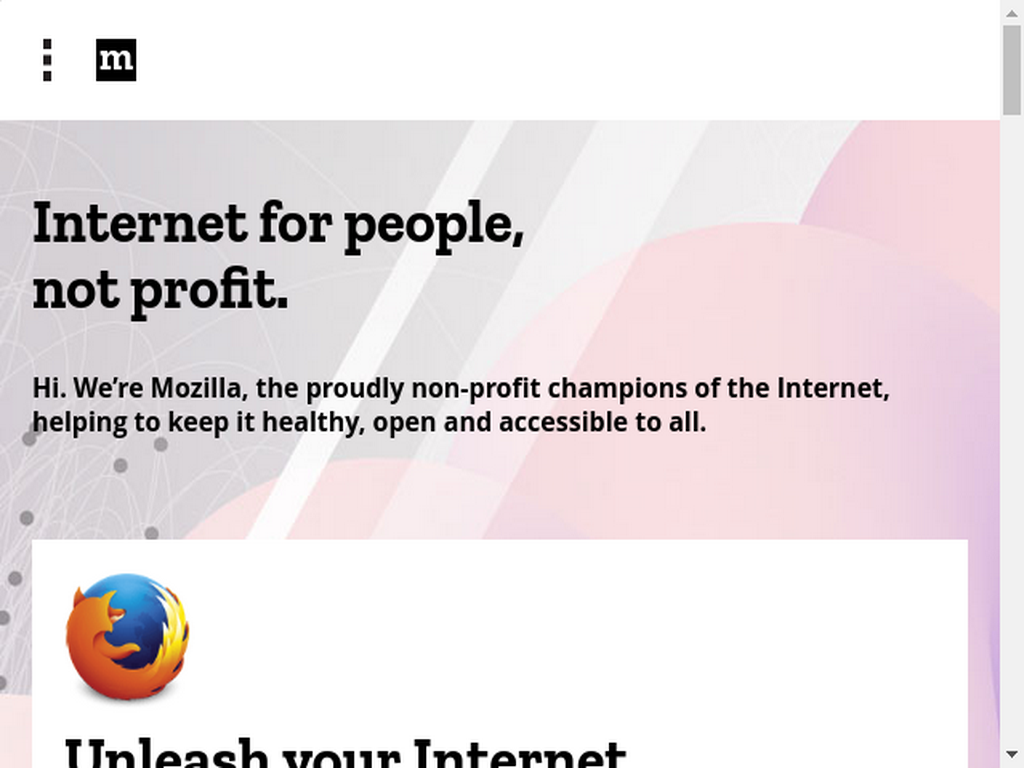 m
Internet for people,
not profit.
Hi. We’re Mozilla, the proudly non-profit champions of the Internet,
helping to keep it healthy, open and accessible to all.
Unleash your Internet